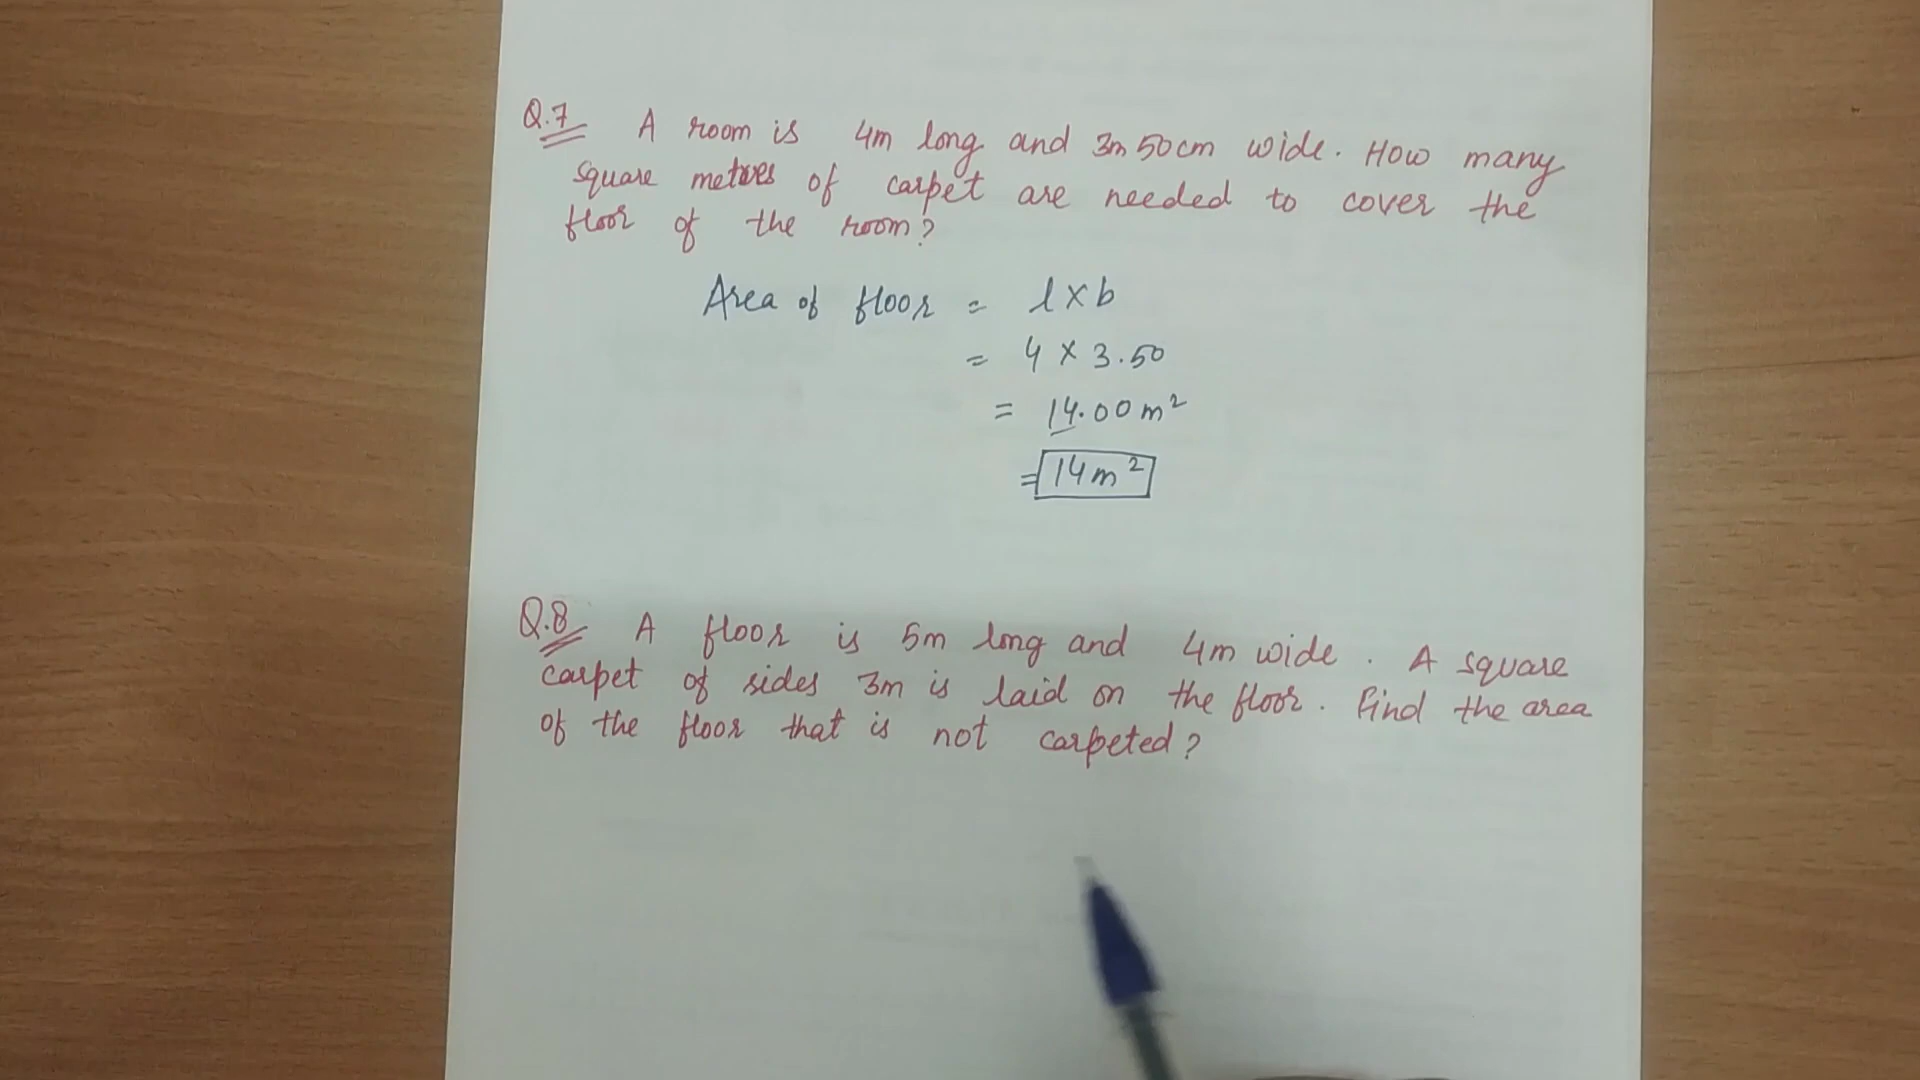 Q.7 A room is 4m long and 3m 50cm wide. How many
square metres of carpet are needed to cover the
floor of the room?
Area of floor = l × b
= 4 × 3.50
= 14.00 m²
= 14 m²
Q.8 A floor is 5m long and 4m wide. A square
carpet of sides 3m is laid on the floor. Find the area
of the floor that is not carpeted?